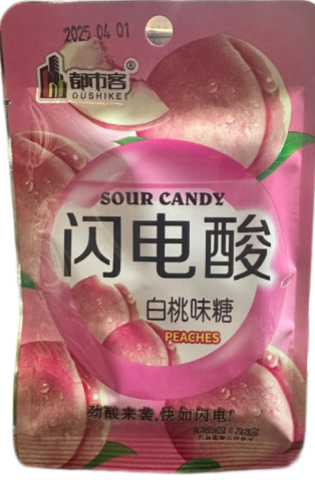 2025 04 01
都市客®
DUSHIKE
SOUR CANDY
闪电酸
白桃味糖
PEACHES
劲酸来袭,快如闪电!